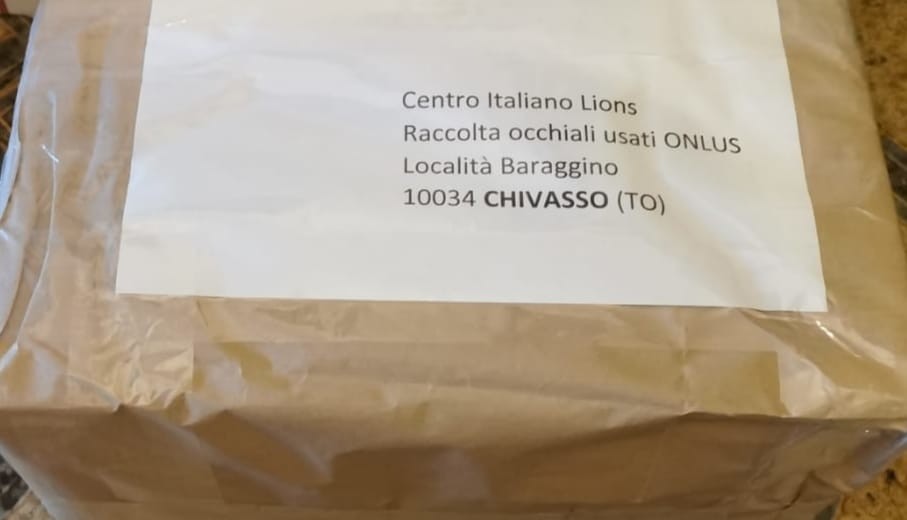 Centro Italiano Lions
Raccolta occhiali usati ONLUS
Località Baraggino
10034 CHIVASSO (TO)